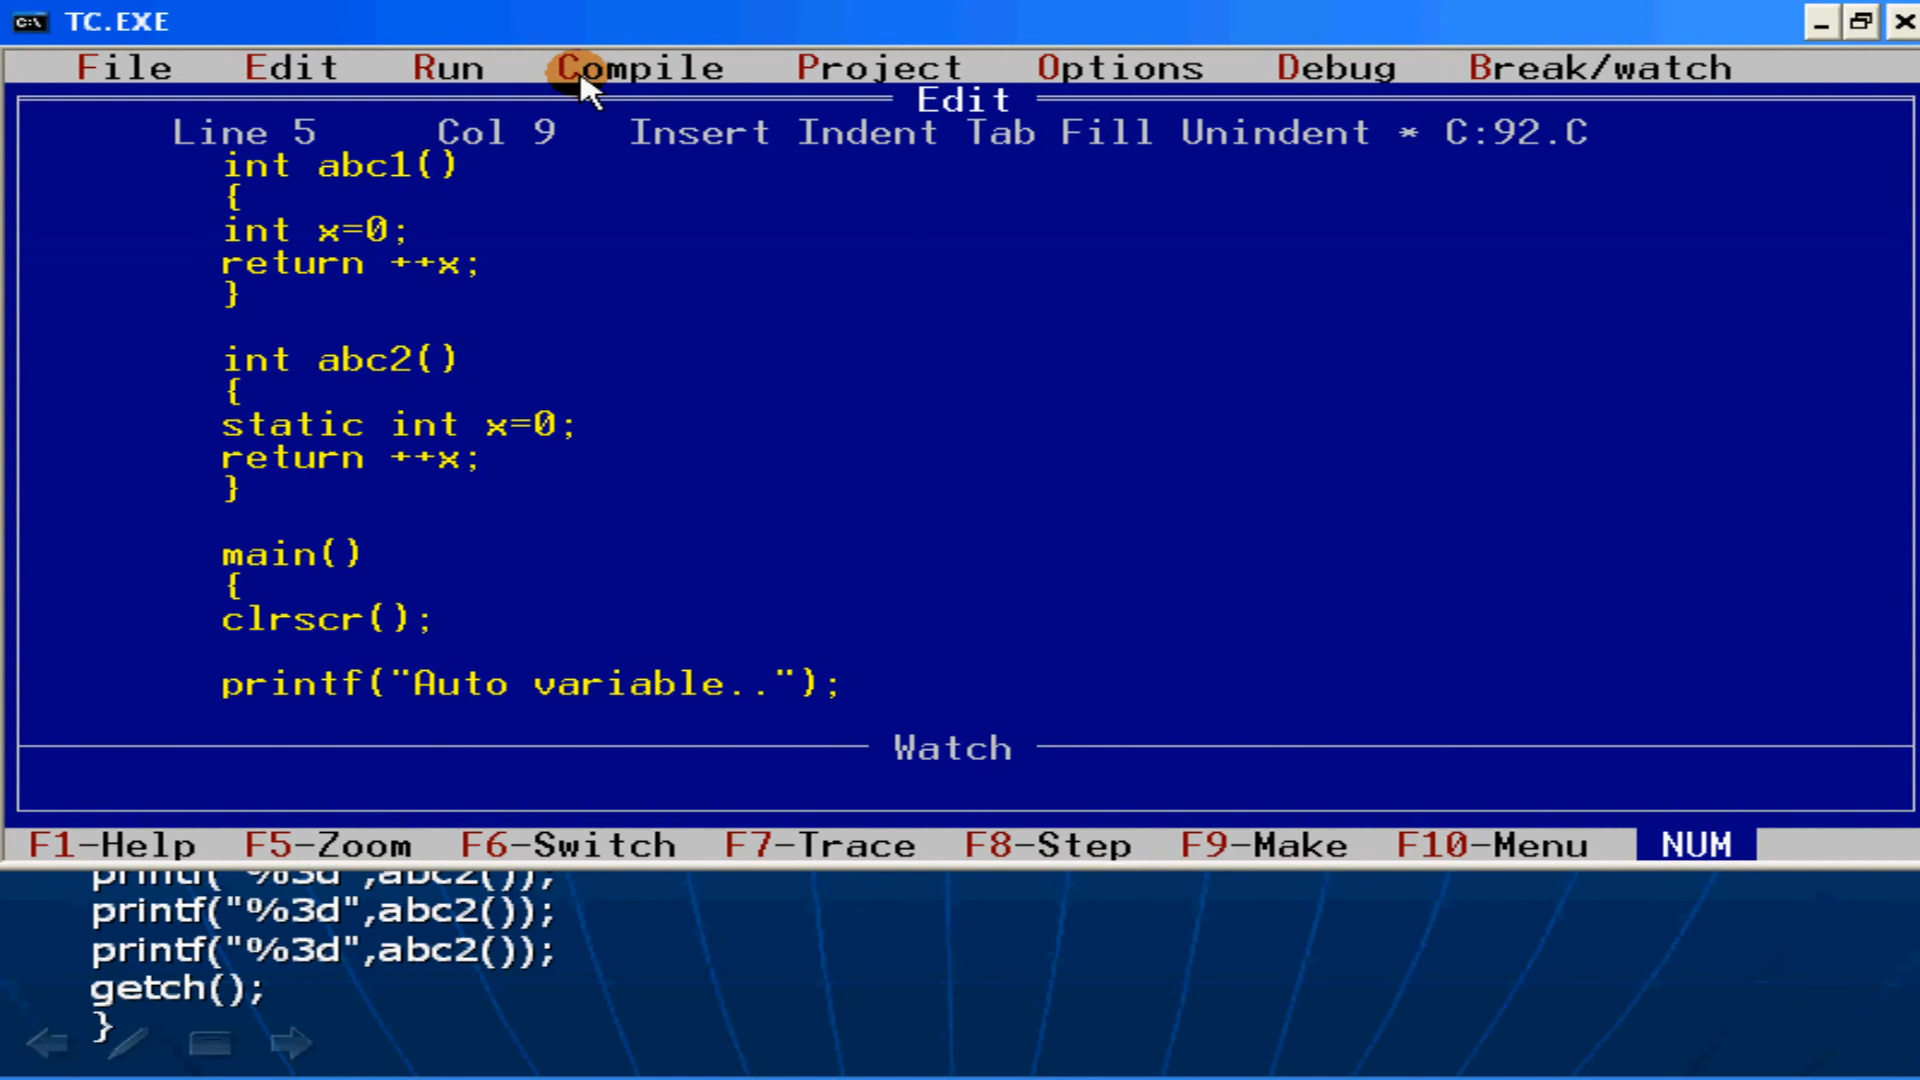 C:\ TC.EXE
File Edit Run Compile Project Options Debug Break/watch
Edit
Line 5 Col 9 Insert Indent Tab Fill Unindent * C:92.C
int abc1()
{
int x=0;
return ++x;
}
int abc2()
{
static int x=0;
return ++x;
}
main()
{
clrscr();
printf("Auto variable..");
Watch
F1-Help F5-Zoom F6-Switch F7-Trace F8-Step F9-Make F10-Menu NUM
printf("%3d",abc2());
printf("%3d",abc2());
printf("%3d",abc2());
getch();
}